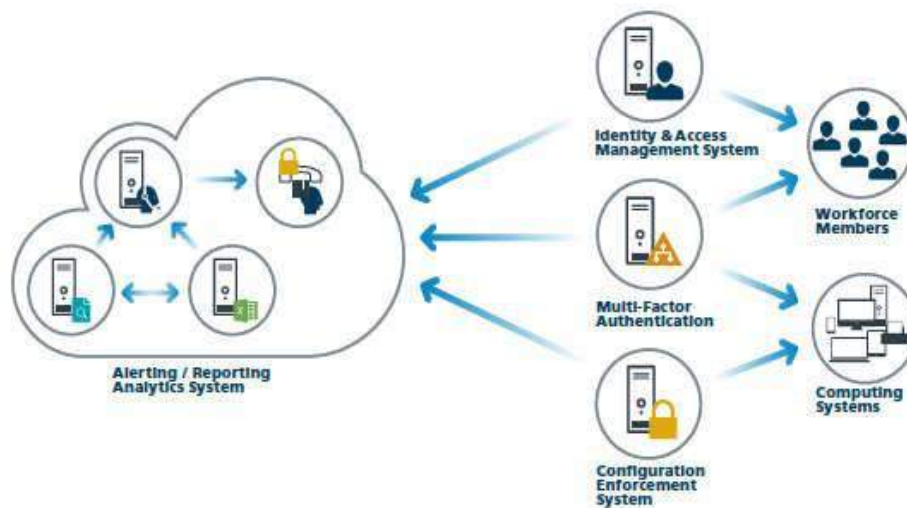 Identity & Access
Management System
Workforce
Members
Multi-Factor
Authentication
Alerting / Reporting
Analytics System
Computing
Systems
Configuration
Enforcement
System